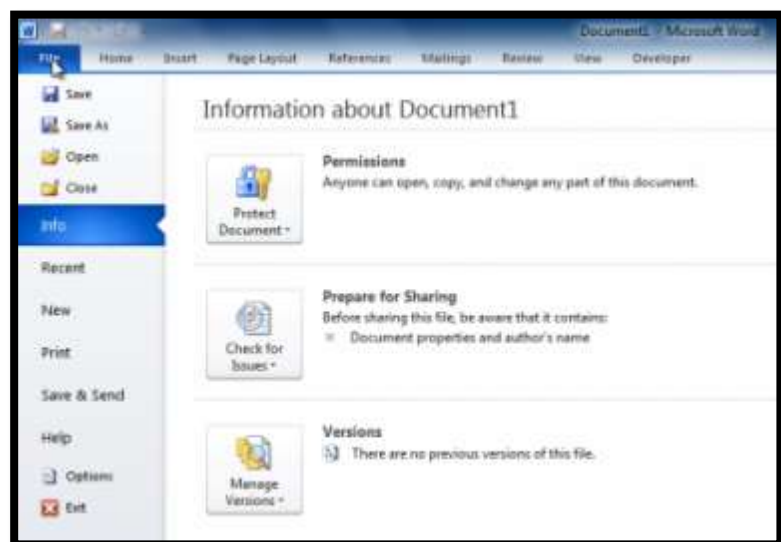 Document1 - Microsoft Word
File Home Insert Page Layout References Mailings Review View Developer
Save
Save As
Open
Close
Info
Recent
New
Print
Save & Send
Help
Options
Exit
Information about Document1
Protect
Document
Permissions
Anyone can open, copy, and change any part of this document.
Check for
Issues
Prepare for Sharing
Before sharing this file, be aware that it contains:
Document properties and author's name
Manage
Versions
Versions
There are no previous versions of this file.